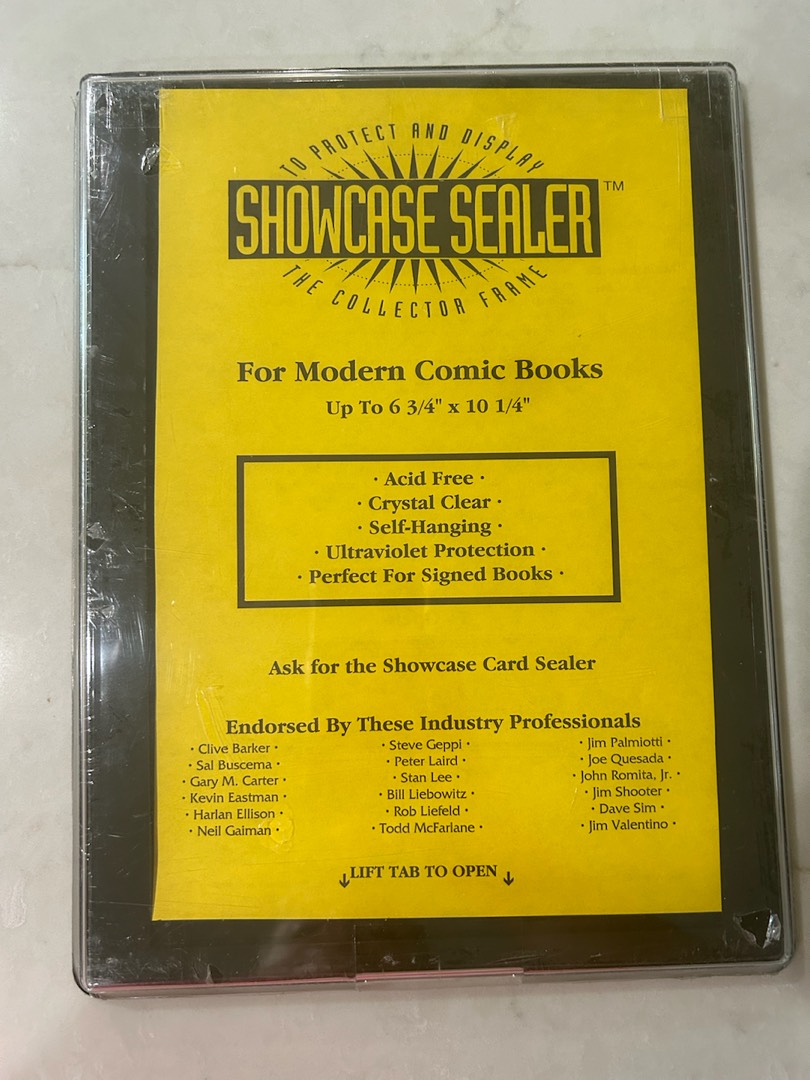 TO PROTECT AND DISPLAY
SHOWCASE SEALER™
THE COLLECTOR FRAME
For Modern Comic Books
Up To 6 3/4" x 10 1/4"
· Acid Free ·
· Crystal Clear ·
· Self-Hanging ·
· Ultraviolet Protection ·
· Perfect For Signed Books ·
Ask for the Showcase Card Sealer
Endorsed By These Industry Professionals
· Clive Barker ·
· Sal Buscema ·
· Gary M. Carter ·
· Kevin Eastman ·
· Harlan Ellison ·
· Neil Gaiman ·
· Steve Geppi ·
· Peter Laird ·
· Stan Lee ·
· Bill Liebowitz ·
· Rob Liefeld ·
· Todd McFarlane ·
· Jim Palmiotti ·
· Joe Quesada ·
· John Romita, Jr. ·
· Jim Shooter ·
· Dave Sim ·
· Jim Valentino ·
↓LIFT TAB TO OPEN↓